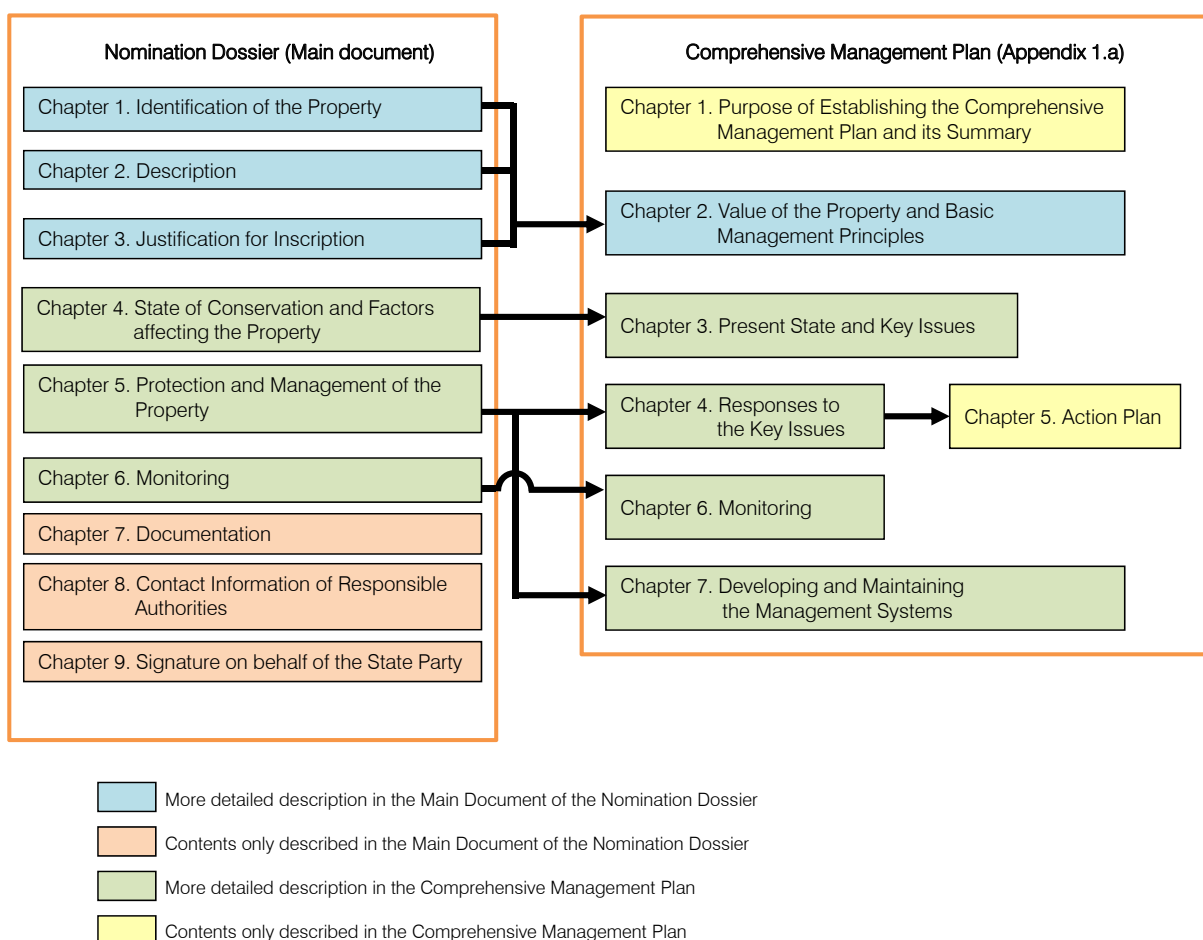 Nomination Dossier (Main document)
Chapter 1. Identification of the Property
Chapter 2. Description
Chapter 3. Justification for Inscription
Chapter 4. State of Conservation and Factors
affecting the Property
Chapter 5. Protection and Management of the
Property
Chapter 6. Monitoring
Chapter 7. Documentation
Chapter 8. Contact Information of Responsible
Authorities
Chapter 9. Signature on behalf of the State Party
Comprehensive Management Plan (Appendix 1.a)
Chapter 1. Purpose of Establishing the Comprehensive
Management Plan and its Summary
Chapter 2. Value of the Property and Basic
Management Principles
Chapter 3. Present State and Key Issues
Chapter 4. Responses to
the Key Issues
Chapter 5. Action Plan
Chapter 6. Monitoring
Chapter 7. Developing and Maintaining
the Management Systems
More detailed description in the Main Document of the Nomination Dossier
Contents only described in the Main Document of the Nomination Dossier
More detailed description in the Comprehensive Management Plan
Contents only described in the Comprehensive Management Plan